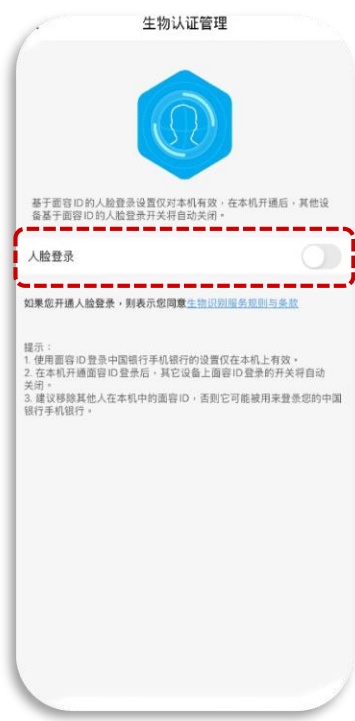 生物认证管理
基于面容ID的人脸登录设置仅对本机有效，在本机开通后，其他设
备基于面容ID的人脸登录开关将自动关闭。
人脸登录
如果您开通人脸登录，则表示您同意生物识别服务规则与条款
提示：
1. 使用面容ID登录中国银行手机银行的设置仅在本机上有效。
2. 在本机开通面容ID登录后，其它设备上面容ID登录的开关将自动
关闭。
3. 建议移除其他人在本机中的面容ID，否则它可能被用来登录您的中国
银行手机银行。